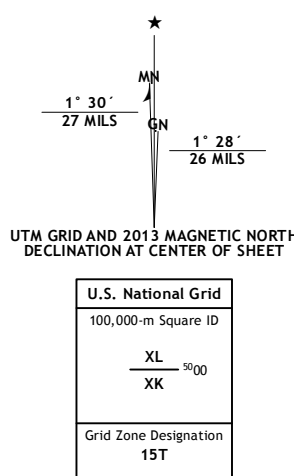 ★
MN
1° 30´
27 MILS
GN
1° 28´
26 MILS
UTM GRID AND 2013 MAGNETIC NORTH
DECLINATION AT CENTER OF SHEET
U.S. National Grid
100,000-m Square ID
XL
5000
XK
Grid Zone Designation
15T